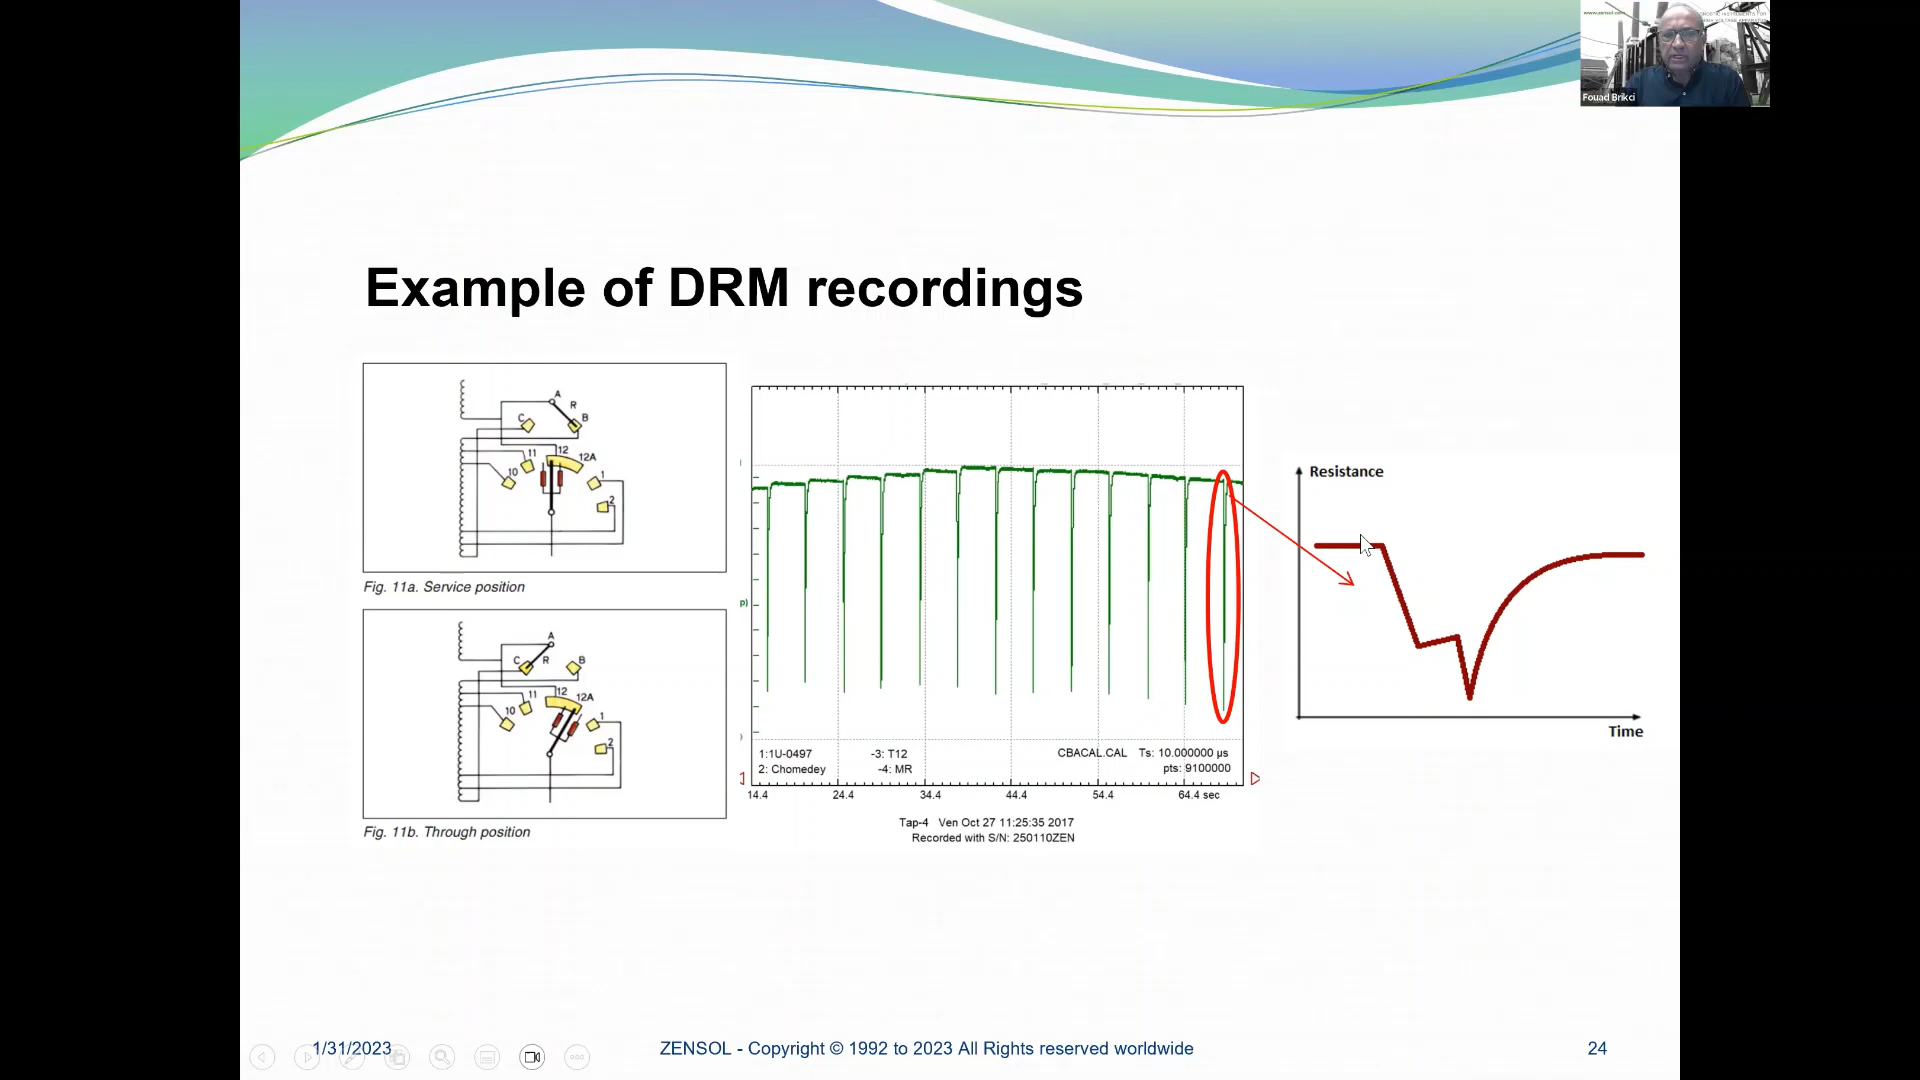 www.zensol.com
Fouad Brikci
Example of DRM recordings
A
R
C
B
12
11
12A
10
1
2
Fig. 11a. Service position
A
C
R
B
12
11
12A
10
1
2
Fig. 11b. Through position
1:1U-0497 -3: T12 CBACAL.CAL Ts: 10.000000 µs
2: Chomedey -4: MR pts: 9100000
14.4 24.4 34.4 44.4 54.4 64.4 sec
Tap-4 Ven Oct 27 11:25:35 2017
Recorded with S/N: 250110ZEN
Resistance
Time
1/31/2023
ZENSOL - Copyright © 1992 to 2023 All Rights reserved worldwide
24